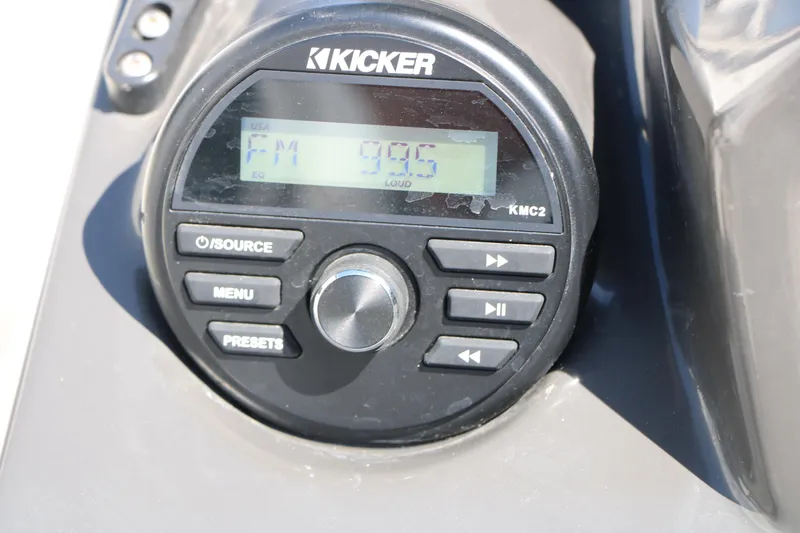 KICKER
USA
FM 99.5
EQ LOUD
KMC2
/SOURCE
MENU
PRESETS